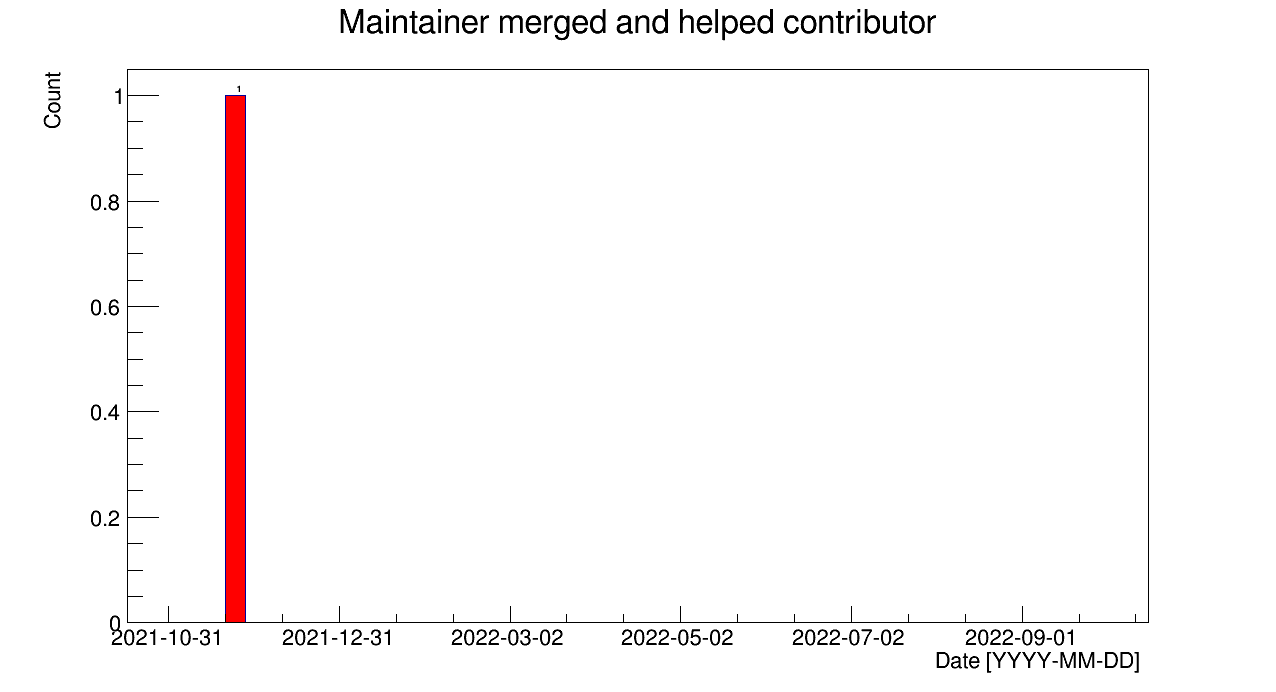 Maintainer merged and helped contributor
Count
1
1
0.8
0.6
0.4
0.2
0
2021-10-31 2021-12-31 2022-03-02 2022-05-02 2022-07-02 2022-09-01
Date [YYYY-MM-DD]